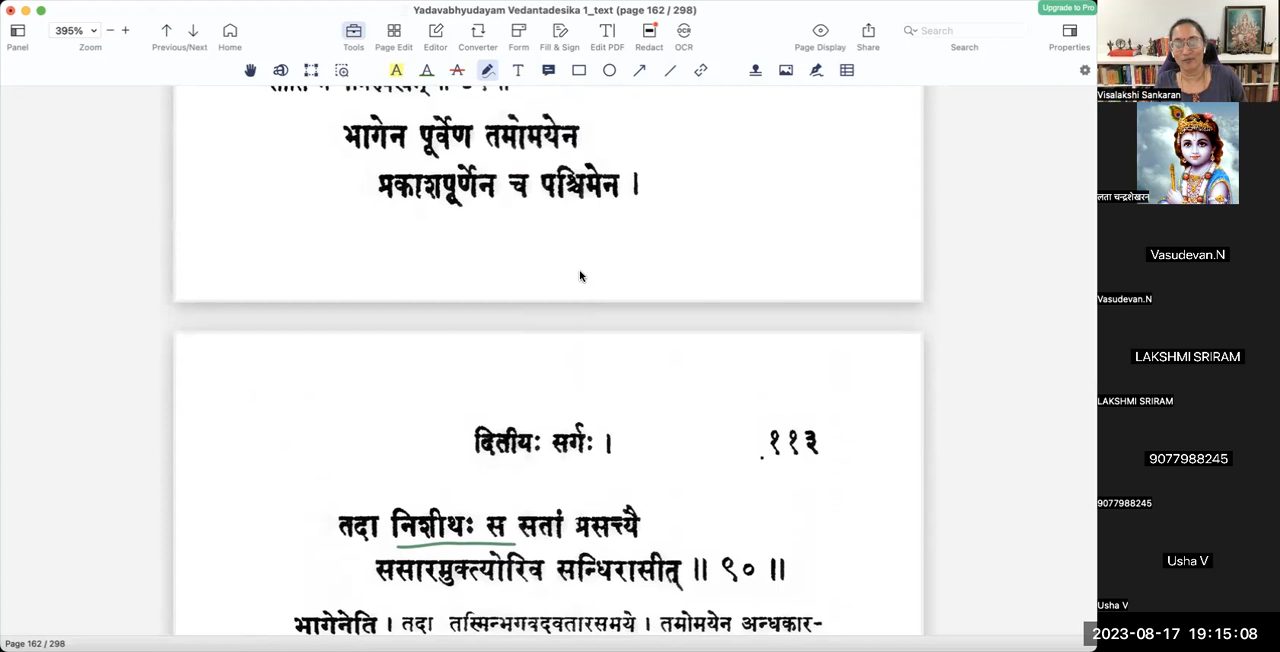 Yadavabhyudayam Vedantadesika 1_text (page 162 / 298)
Upgrade to Pro
395%
Search
Panel Zoom Previous/Next Home Tools Page Edit Editor Converter Form Fill & Sign Edit PDF Redact OCR Page Display Share Search Properties
भागेन पूर्वेण तमोमयेन
प्रकाशपूर्णेन च पश्चिमेन ।
द्वितीयः सर्गः । ११३
तदा निशीथः स सतां प्रसत्त्यै
ससारमुक्त्योरिव सन्धिरासीत् ॥ ९० ॥
भागेनेति । तदा तस्मिन्भगवदवतारसमये । तमोमयेन अन्धकार-
Page 162 / 298
Visalakshi Sankaran
लता चन्द्रशेखरन
Vasudevan.N
Vasudevan.N
LAKSHMI SRIRAM
LAKSHMI SRIRAM
9077988245
9077988245
Usha V
Usha V
2023-08-17 19:15:08